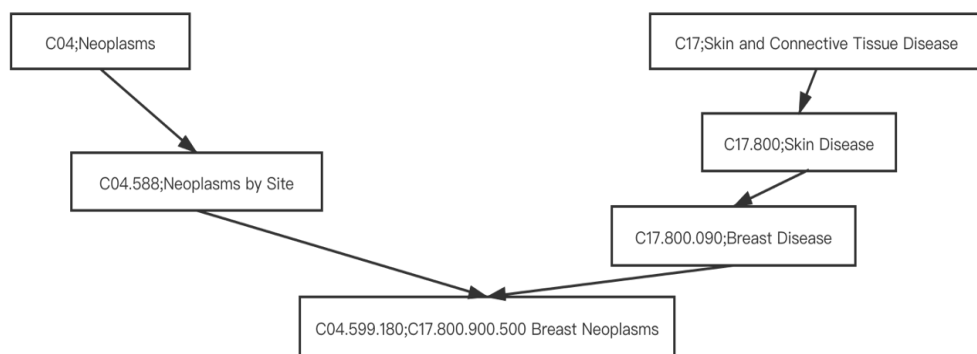 C04;Neoplasms
C17;Skin and Connective Tissue Disease
C17.800;Skin Disease
C04.588;Neoplasms by Site
C17.800.090;Breast Disease
C04.599.180;C17.800.900.500 Breast Neoplasms